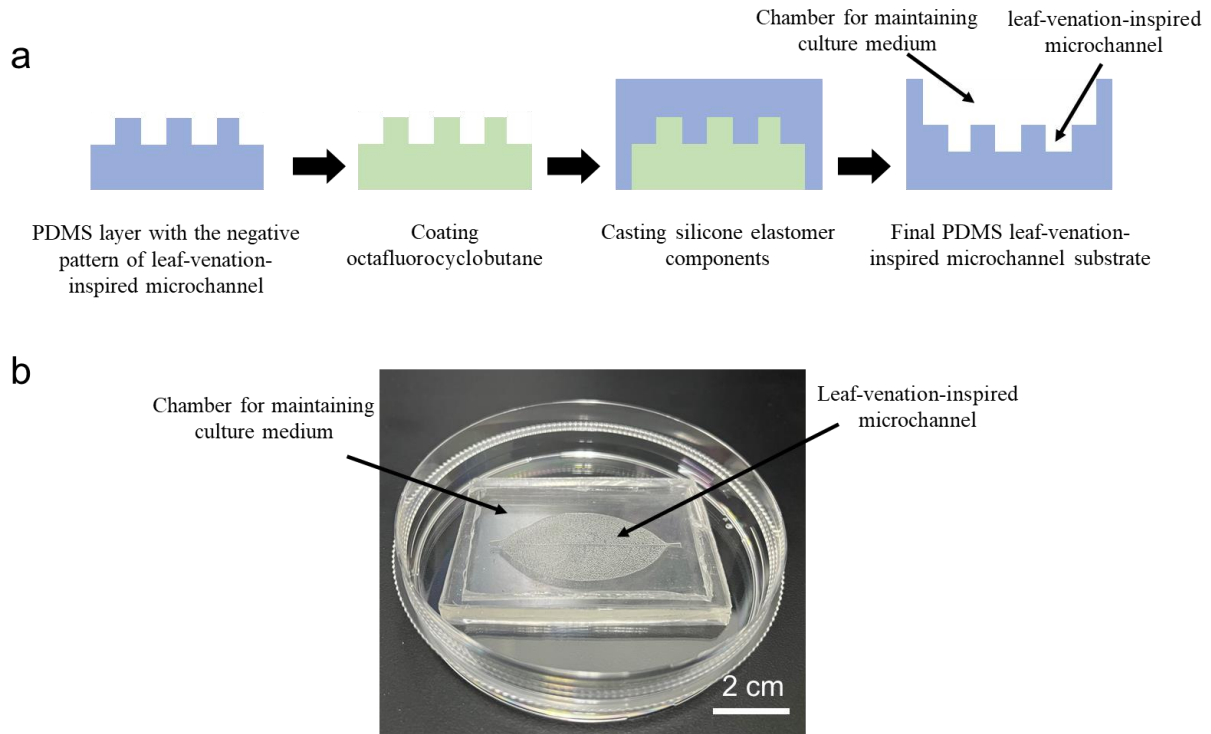 a
Chamber for maintaining
culture medium
leaf-venation-inspired
microchannel
PDMS layer with the negative
pattern of leaf-venation-
inspired microchannel
Coating
octafluorocyclobutane
Casting silicone elastomer
components
Final PDMS leaf-venation-
inspired microchannel substrate
b
Chamber for maintaining
culture medium
Leaf-venation-inspired
microchannel
2 cm